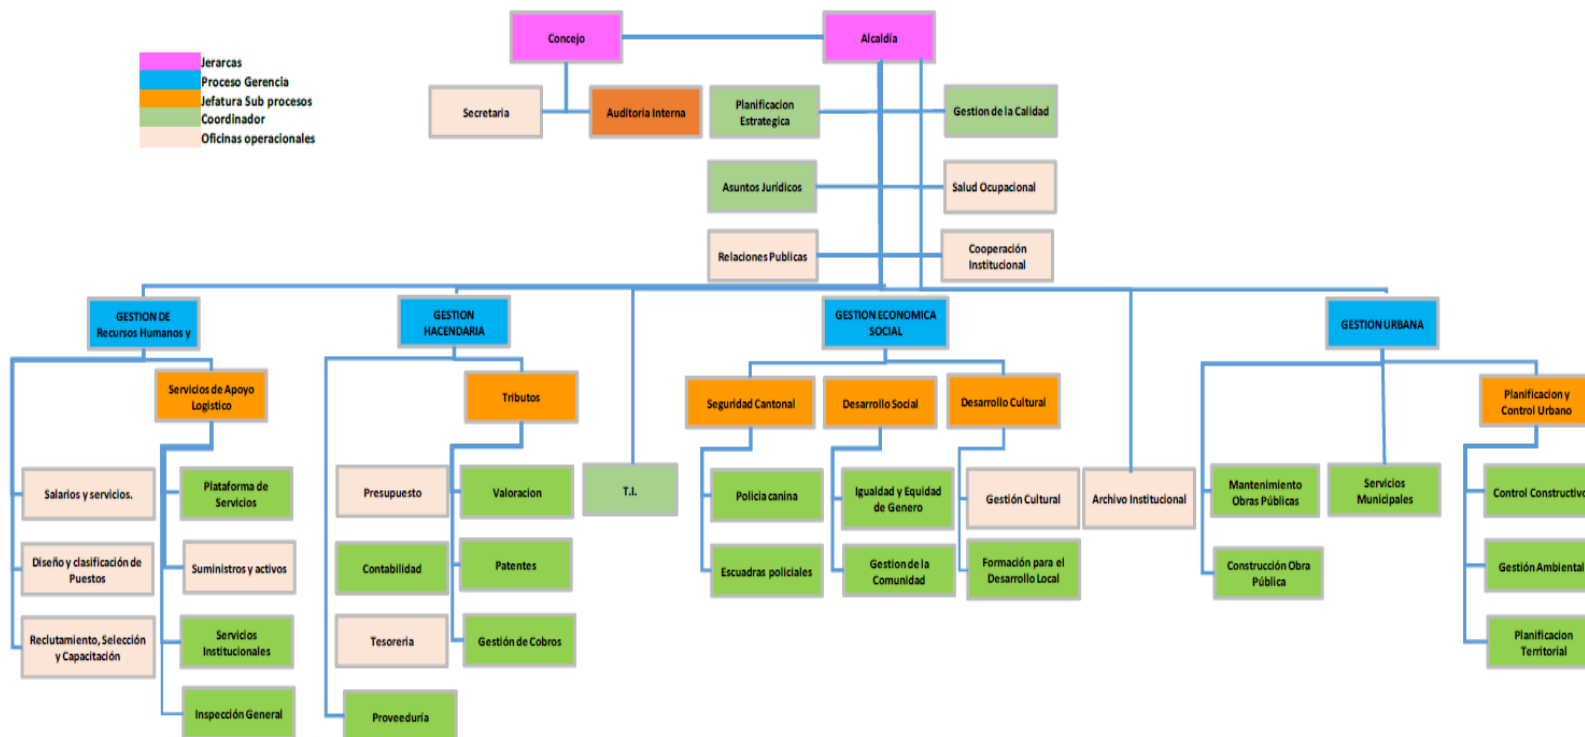 Concejo
Alcaldía
Jerarcas
Proceso Gerencia
Jefatura Sub procesos
Coordinador
Oficinas operacionales
Secretaria
Auditoria Interna
Planificacion
Estrategica
Gestion de la Calidad
Asuntos Jurídicos
Salud Ocupacional
Relaciones Publicas
Cooperación
Institucional
GESTION DE
Recursos Humanos y
GESTION
HACENDARIA
GESTION ECONOMICA
SOCIAL
GESTION URBANA
Servicios de Apoyo
Logistico
Tributos
Seguridad Cantonal
Desarrollo Social
Desarrollo Cultural
Planificacion y
Control Urbano
Salarios y servicios.
Plataforma de
Servicios
Presupuesto
Valoracion
T.I.
Policia canina
Igualdad y Equidad
de Genero
Gestión Cultural
Archivo Institucional
Mantenimiento
Obras Públicas
Servicios
Municipales
Control Constructivo
Diseño y clasificación de
Puestos
Suministros y activos
Contabilidad
Patentes
Escuadras policiales
Gestion de la
Comunidad
Formación para el
Desarrollo Local
Construcción Obra
Pública
Gestión Ambiental
Reclutamiento, Selección
y Capacitación
Servicios
Institucionales
Tesoreria
Gestión de Cobros
Planificacion
Territorial
Inspección General
Proveeduría